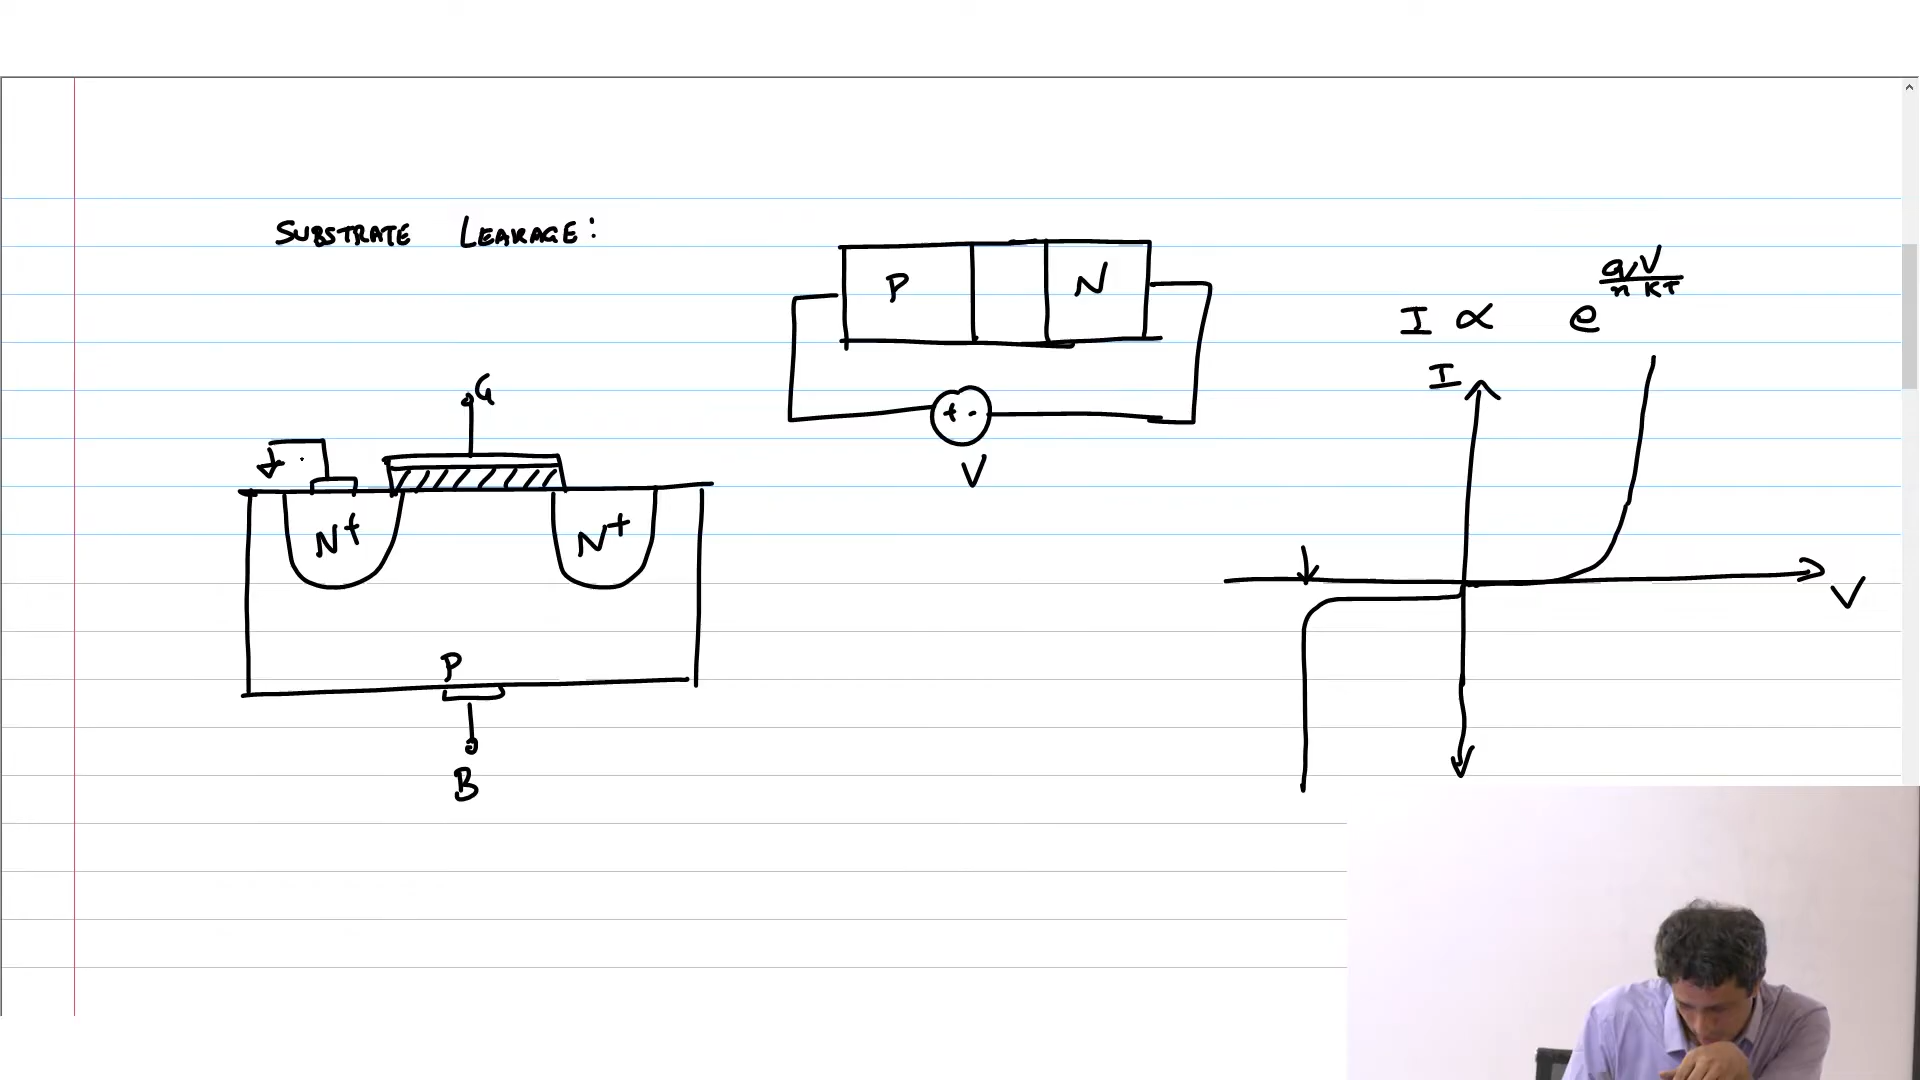 SUBSTRATE LEAKAGE:
P N
+ -
V
I ∝ e^(qV/nKT)
I
V
G
N+ N+
P
B